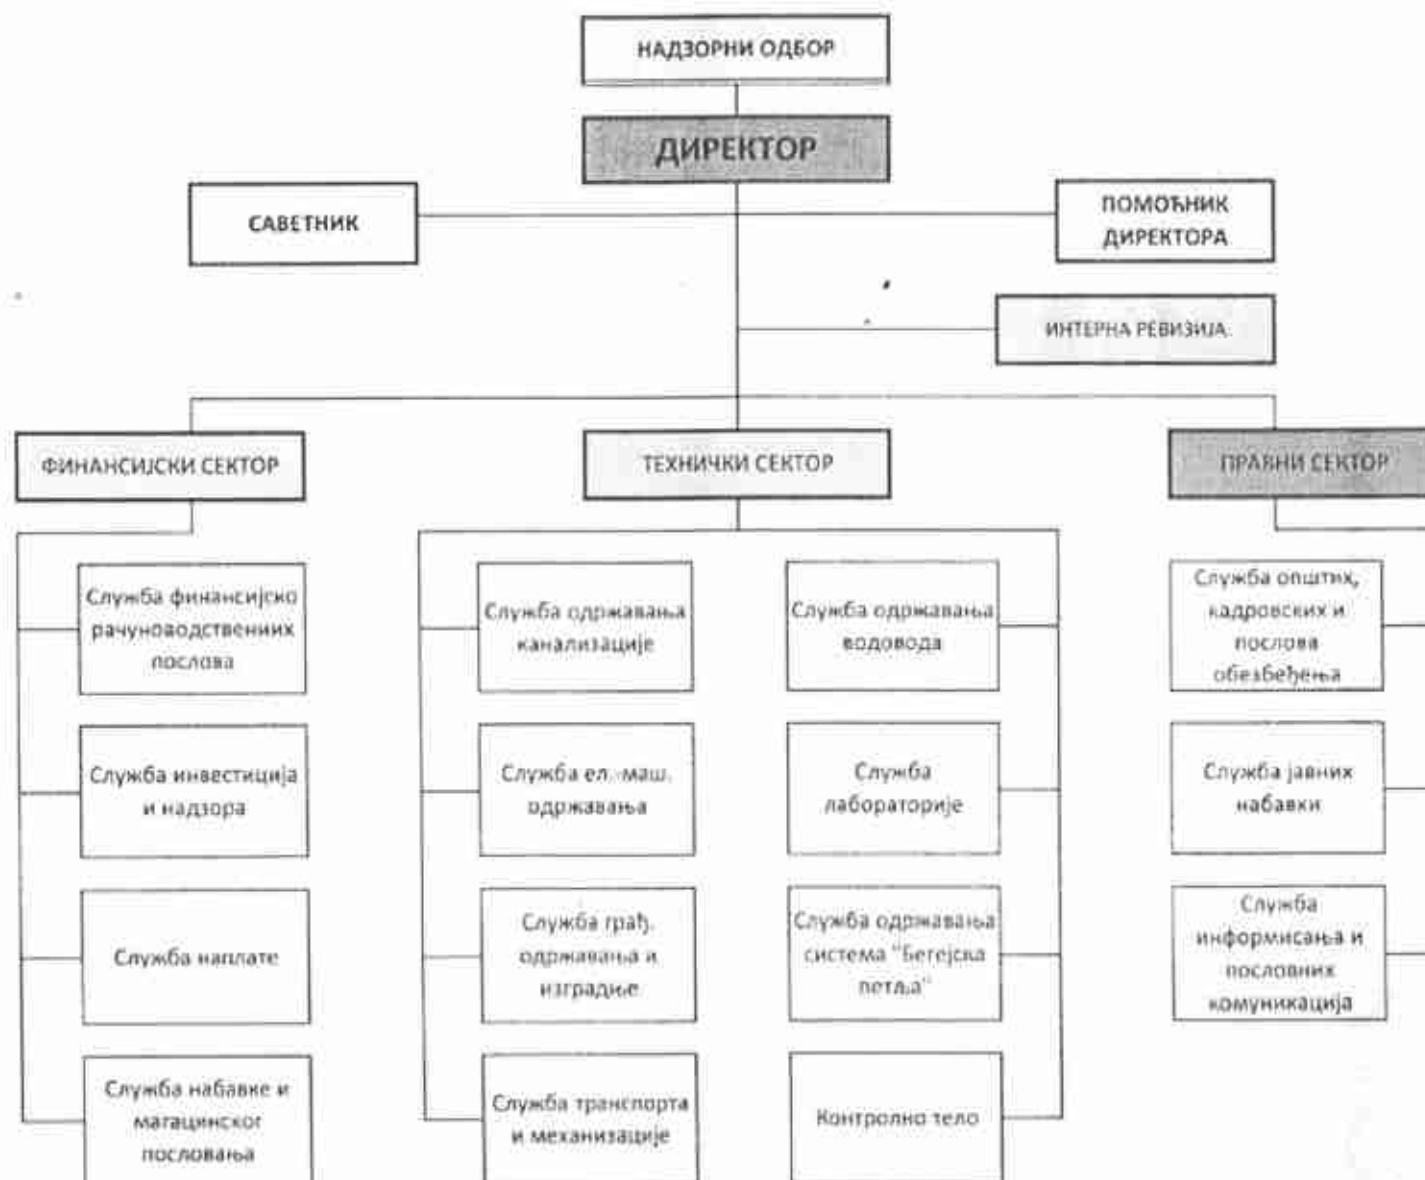 НАДЗОРНИ ОДБОР
ДИРЕКТОР
САВЕТНИК
ПОМОЋНИК
ДИРЕКТОРА
ИНТЕРНА РЕВИЗИЈА
ФИНАНСИЈСКИ СЕКТОР
ТЕХНИЧКИ СЕКТОР
ПРАВНИ СЕКТОР
Служба финансијско
рачуноводствениих
послова
Служба инвестиција
и надзора
Служба наплате
Служба набавке и
магацинског
пословања
Служба одржавања
канализације
Служба ел.-маш.
одржавања
Служба грађ.
одржавања и
изградње
Служба транспорта
и механизације
Служба одржавања
водовода
Служба
лабораторије
Служба одржавања
система "Бегејска
петља"
Контролно тело
Служба општих,
кадровских и
послова
обезбеђења
Служба јавних
набавки
Служба
информисања и
пословних
комуникација